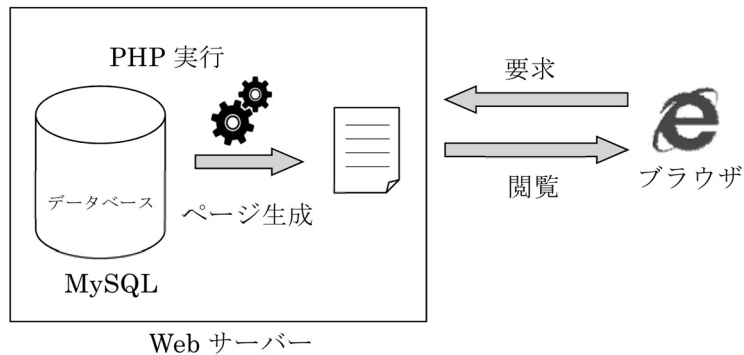 PHP 実行
要求
データベース
ページ生成
閲覧
ブラウザ
MySQL
Web サーバー